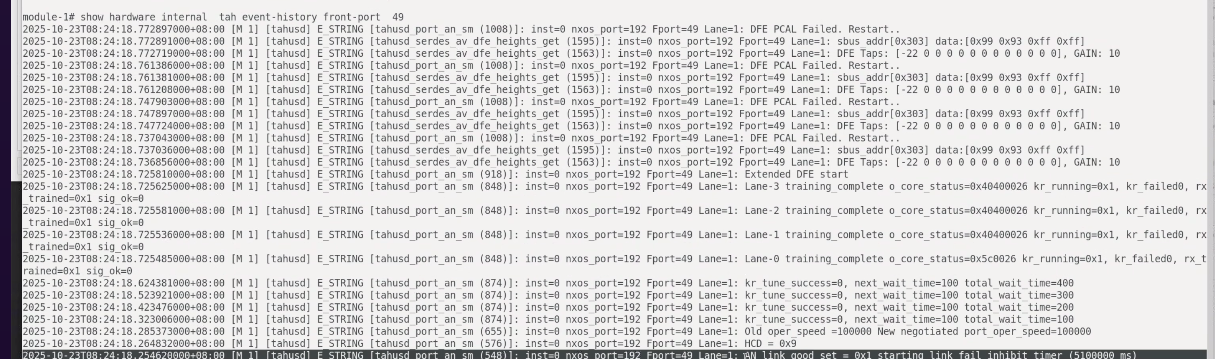 module-1# show hardware internal  tah event-history front-port  49
2025-10-23T08:24:18.772897000+08:00 [M 1] [tahusd] E_STRING [tahusd_port_an_sm (1008)]: inst=0 nxos_port=192 Fport=49 Lane=1: DFE PCAL Failed. Restart..
2025-10-23T08:24:18.772891000+08:00 [M 1] [tahusd] E_STRING [tahusd_serdes_av_dfe_heights_get (1595)]: inst=0 nxos_port=192 Fport=49 Lane=1: sbus_addr[0x303] data:[0x99 0x93 0xff 0xff]
2025-10-23T08:24:18.772719000+08:00 [M 1] [tahusd] E_STRING [tahusd_serdes_av_dfe_heights_get (1563)]: inst=0 nxos_port=192 Fport=49 Lane=1: DFE Taps: [-22 0 0 0 0 0 0 0 0 0 0 0 0], GAIN: 10
2025-10-23T08:24:18.761386000+08:00 [M 1] [tahusd] E_STRING [tahusd_port_an_sm (1008)]: inst=0 nxos_port=192 Fport=49 Lane=1: DFE PCAL Failed. Restart..
2025-10-23T08:24:18.761381000+08:00 [M 1] [tahusd] E_STRING [tahusd_serdes_av_dfe_heights_get (1595)]: inst=0 nxos_port=192 Fport=49 Lane=1: sbus_addr[0x303] data:[0x99 0x93 0xff 0xff]
2025-10-23T08:24:18.761208000+08:00 [M 1] [tahusd] E_STRING [tahusd_serdes_av_dfe_heights_get (1563)]: inst=0 nxos_port=192 Fport=49 Lane=1: DFE Taps: [-22 0 0 0 0 0 0 0 0 0 0 0 0], GAIN: 10
2025-10-23T08:24:18.747903000+08:00 [M 1] [tahusd] E_STRING [tahusd_port_an_sm (1008)]: inst=0 nxos_port=192 Fport=49 Lane=1: DFE PCAL Failed. Restart..
2025-10-23T08:24:18.747897000+08:00 [M 1] [tahusd] E_STRING [tahusd_serdes_av_dfe_heights_get (1595)]: inst=0 nxos_port=192 Fport=49 Lane=1: sbus_addr[0x303] data:[0x99 0x93 0xff 0xff]
2025-10-23T08:24:18.747724000+08:00 [M 1] [tahusd] E_STRING [tahusd_serdes_av_dfe_heights_get (1563)]: inst=0 nxos_port=192 Fport=49 Lane=1: DFE Taps: [-22 0 0 0 0 0 0 0 0 0 0 0 0], GAIN: 10
2025-10-23T08:24:18.737043000+08:00 [M 1] [tahusd] E_STRING [tahusd_port_an_sm (1008)]: inst=0 nxos_port=192 Fport=49 Lane=1: DFE PCAL Failed. Restart..
2025-10-23T08:24:18.737036000+08:00 [M 1] [tahusd] E_STRING [tahusd_serdes_av_dfe_heights_get (1595)]: inst=0 nxos_port=192 Fport=49 Lane=1: sbus_addr[0x303] data:[0x99 0x93 0xff 0xff]
2025-10-23T08:24:18.736856000+08:00 [M 1] [tahusd] E_STRING [tahusd_serdes_av_dfe_heights_get (1563)]: inst=0 nxos_port=192 Fport=49 Lane=1: DFE Taps: [-22 0 0 0 0 0 0 0 0 0 0 0 0], GAIN: 10
2025-10-23T08:24:18.725810000+08:00 [M 1] [tahusd] E_STRING [tahusd_port_an_sm (918)]: inst=0 nxos_port=192 Fport=49 Lane=1: Extended DFE start
2025-10-23T08:24:18.725625000+08:00 [M 1] [tahusd] E_STRING [tahusd_port_an_sm (848)]: inst=0 nxos_port=192 Fport=49 Lane=1: Lane-3 training_complete o_core_status=0x40400026 kr_running=0x1, kr_failed0, rx
_trained=0x1 sig_ok=0
2025-10-23T08:24:18.725581000+08:00 [M 1] [tahusd] E_STRING [tahusd_port_an_sm (848)]: inst=0 nxos_port=192 Fport=49 Lane=1: Lane-2 training_complete o_core_status=0x40400026 kr_running=0x1, kr_failed0, rx
_trained=0x1 sig_ok=0
2025-10-23T08:24:18.725536000+08:00 [M 1] [tahusd] E_STRING [tahusd_port_an_sm (848)]: inst=0 nxos_port=192 Fport=49 Lane=1: Lane-1 training_complete o_core_status=0x40400026 kr_running=0x1, kr_failed0, rx
_trained=0x1 sig_ok=0
2025-10-23T08:24:18.725485000+08:00 [M 1] [tahusd] E_STRING [tahusd_port_an_sm (848)]: inst=0 nxos_port=192 Fport=49 Lane=1: Lane-0 training_complete o_core_status=0x5c0026 kr_running=0x1, kr_failed0, rx_t
rained=0x1 sig_ok=0
2025-10-23T08:24:18.624381000+08:00 [M 1] [tahusd] E_STRING [tahusd_port_an_sm (874)]: inst=0 nxos_port=192 Fport=49 Lane=1: kr_tune_success=0, next_wait_time=100 total_wait_time=400
2025-10-23T08:24:18.523921000+08:00 [M 1] [tahusd] E_STRING [tahusd_port_an_sm (874)]: inst=0 nxos_port=192 Fport=49 Lane=1: kr_tune_success=0, next_wait_time=100 total_wait_time=300
2025-10-23T08:24:18.423476000+08:00 [M 1] [tahusd] E_STRING [tahusd_port_an_sm (874)]: inst=0 nxos_port=192 Fport=49 Lane=1: kr_tune_success=0, next_wait_time=100 total_wait_time=200
2025-10-23T08:24:18.323006000+08:00 [M 1] [tahusd] E_STRING [tahusd_port_an_sm (874)]: inst=0 nxos_port=192 Fport=49 Lane=1: kr_tune_success=0, next_wait_time=100 total_wait_time=100
2025-10-23T08:24:18.285373000+08:00 [M 1] [tahusd] E_STRING [tahusd_port_an_sm (655)]: inst=0 nxos_port=192 Fport=49 Lane=1: Old oper speed =100000 New negotiated port_oper_speed=100000
2025-10-23T08:24:18.264832000+08:00 [M 1] [tahusd] E_STRING [tahusd_port_an_sm (576)]: inst=0 nxos_port=192 Fport=49 Lane=1: HCD = 0x9
2025-10-23T08:24:18.254620000+08:00 [M 1] [tahusd] E_STRING [tahusd_port_an_sm (548)]: inst=0 nxos_port=192 Fport=49 Lane=1: AN link good set = 0x1 starting link fail inhibit timer (5100000 ms)